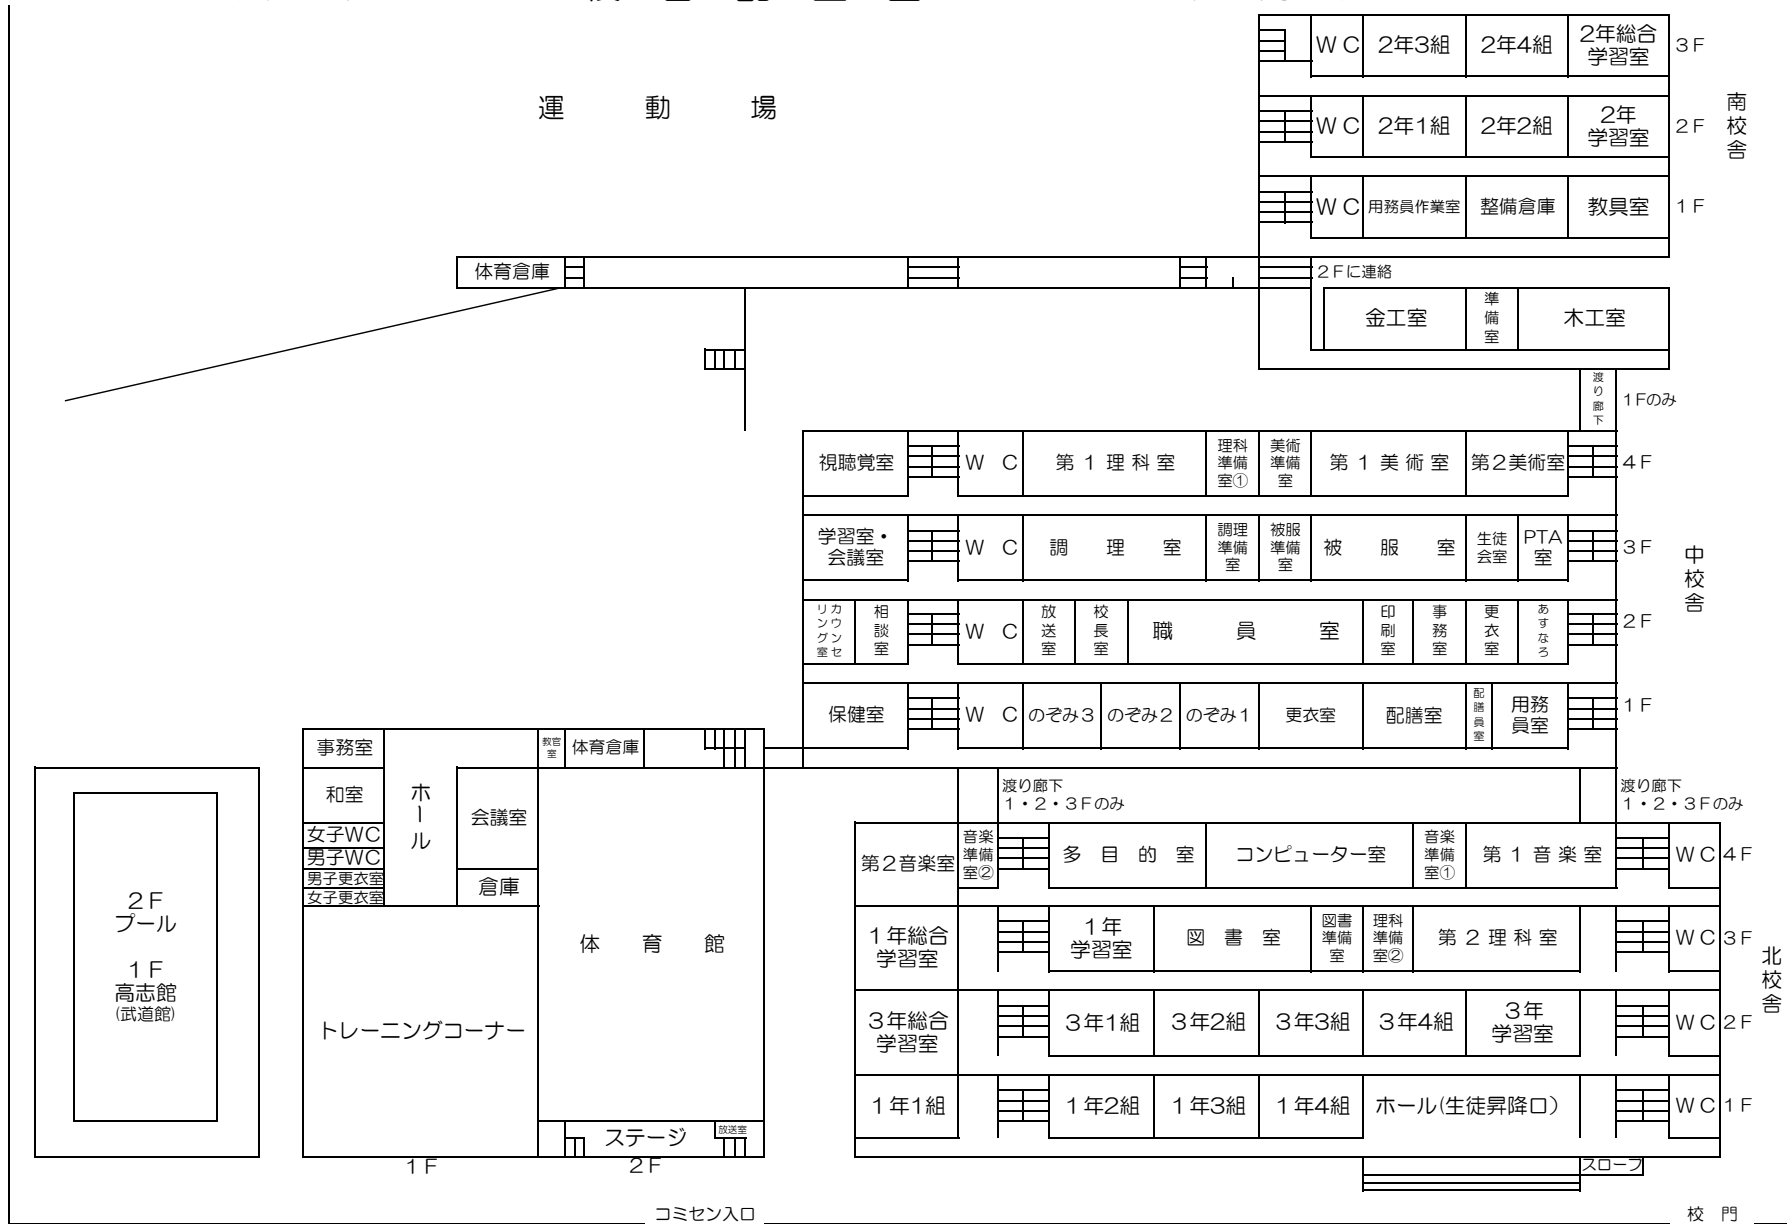 WC
2年3組
2年4組
2年総合
学習室
3F
運動場
WC
2年1組
2年2組
2年
学習室
2F
南校舎
WC
用務員作業室
整備倉庫
教具室
1F
体育倉庫
2Fに連絡
金工室
準備室
木工室
渡り廊下
1Fのみ
視聴覚室
WC
第1理科室
理科
準備
室①
美術
準備
室
第1美術室
第2美術室
4F
学習室・
会議室
WC
調理室
調理
準備
室
被服
準備
室
被服室
生徒
会室
PTA
室
3F
中校舎
カウンセ
リング室
相談室
WC
放送室
校長室
職員室
印刷室
事務室
更衣室
あすなろ
2F
保健室
WC
のぞみ3
のぞみ2
のぞみ1
更衣室
配膳室
配膳員室
用務
員室
1F
事務室
ホール
教官
室
体育倉庫
和室
会議室
女子WC
男子WC
男子更衣室
女子更衣室
倉庫
トレーニングコーナー
体育館
ステージ
放送室
1F
2F
2F
プール
1F
高志館
(武道館)
渡り廊下
1・2・3Fのみ
渡り廊下
1・2・3Fのみ
第2音楽室
音楽
準備
室②
多目的室
コンピューター室
音楽
準備
室①
第1音楽室
WC
4F
1年総合
学習室
1年
学習室
図書室
図書
準備
室
理科
準備
室②
第2理科室
WC
3F
北校舎
3年総合
学習室
3年1組
3年2組
3年3組
3年4組
3年
学習室
WC
2F
1年1組
1年2組
1年3組
1年4組
ホール(生徒昇降口)
WC
1F
スロープ
コミセン入口
校門